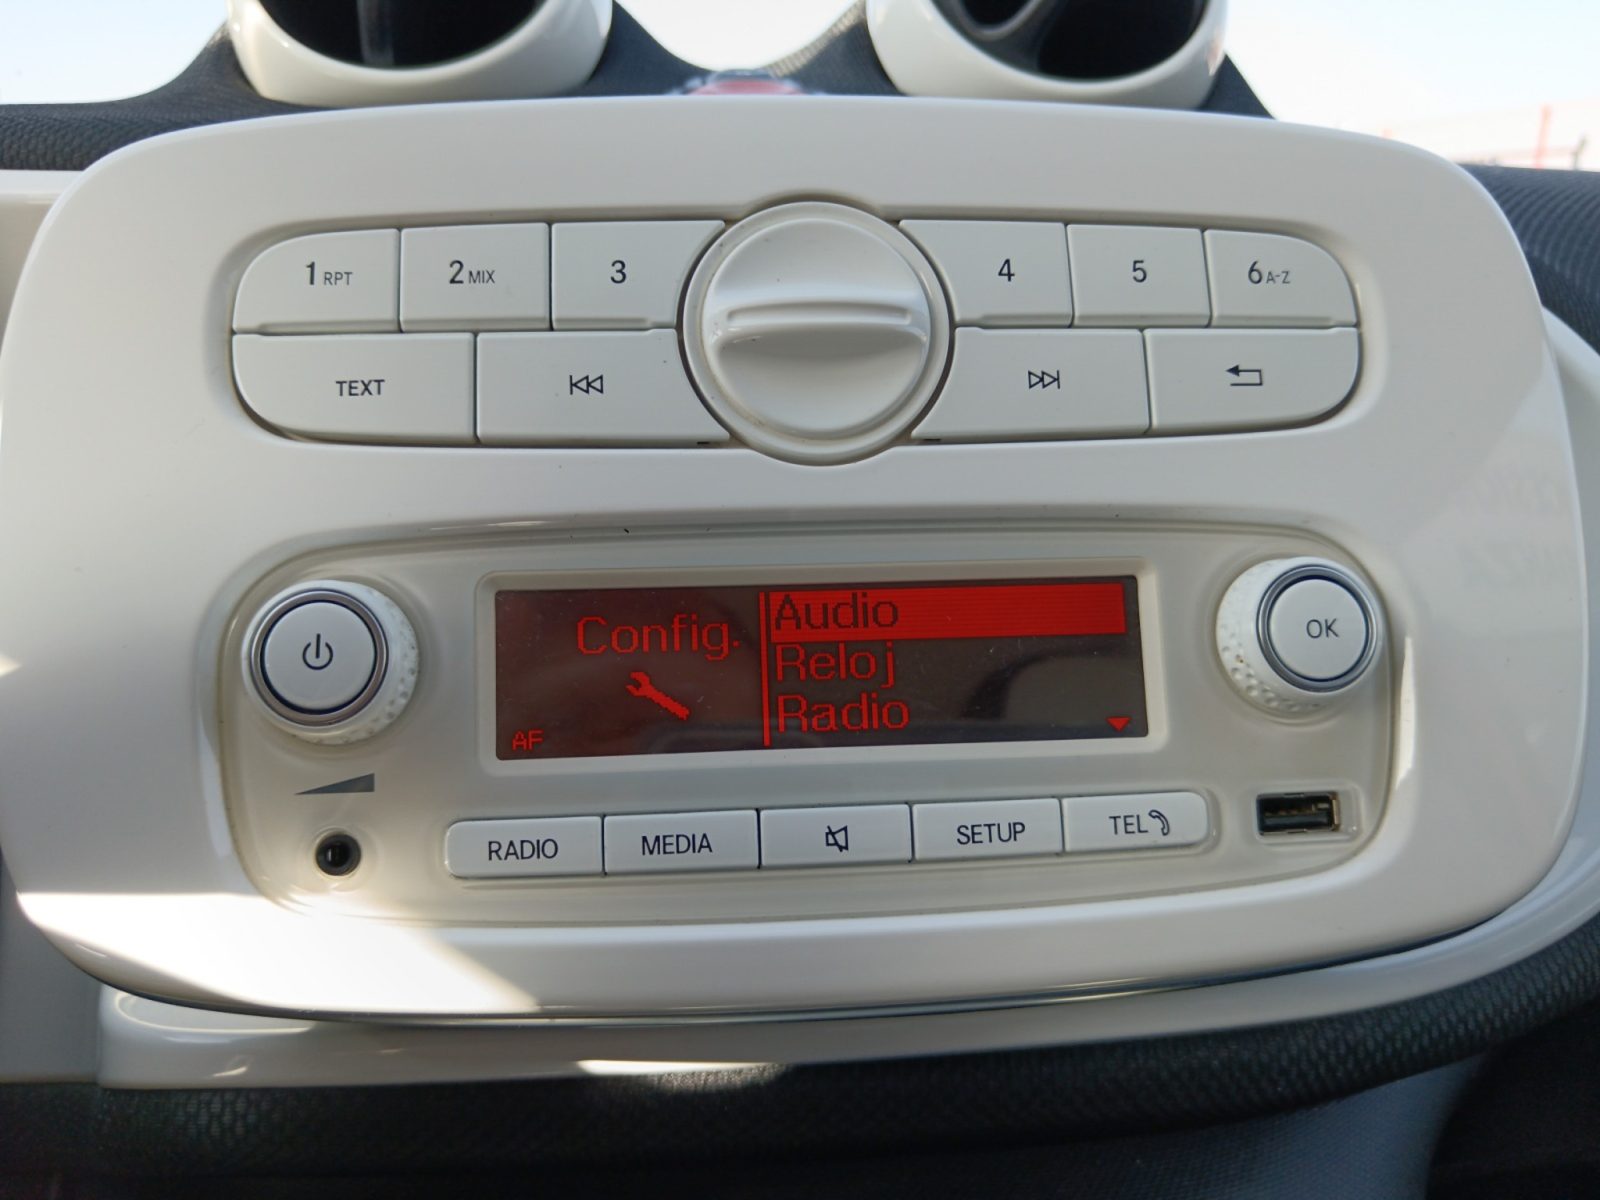 1 RPT
2 MIX
3
4
5
6 A-Z
TEXT
Config.
Audio
Reloj
Radio
AF
OK
RADIO
MEDIA
SETUP
TEL